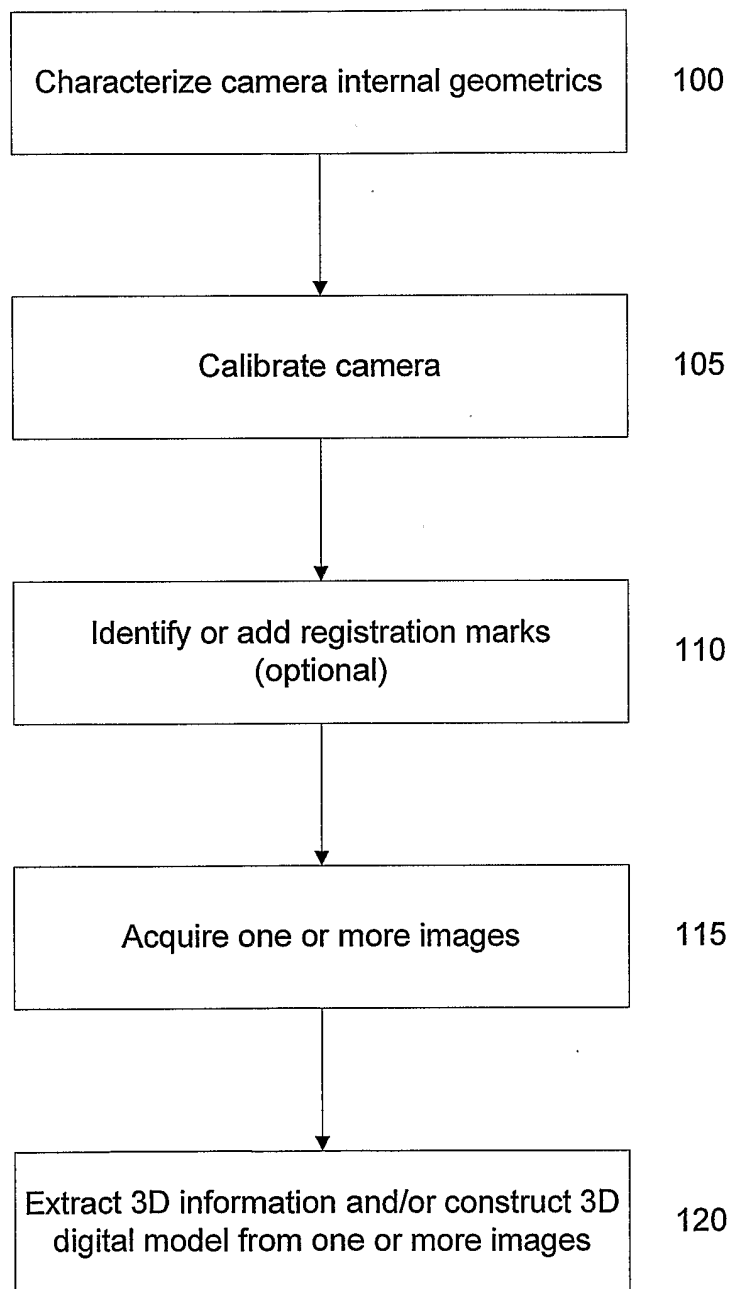 Characterize camera internal geometrics 100
Calibrate camera 105
Identify or add registration marks
(optional) 110
Acquire one or more images 115
Extract 3D information and/or construct 3D
digital model from one or more images 120